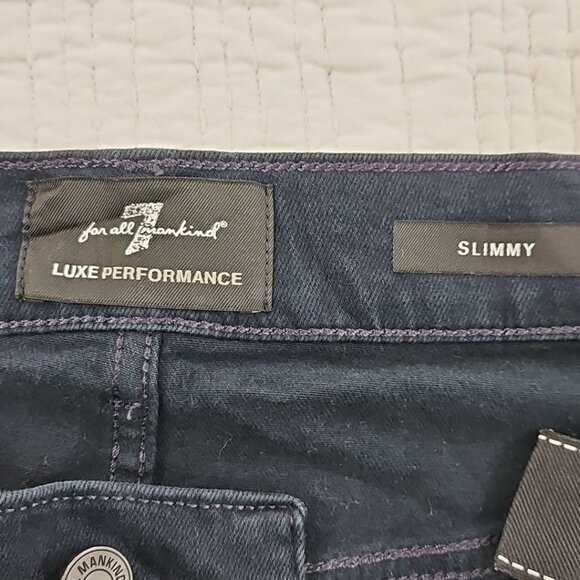 7
for all mankind®
LUXE PERFORMANCE
SLIMMY
MANKIND